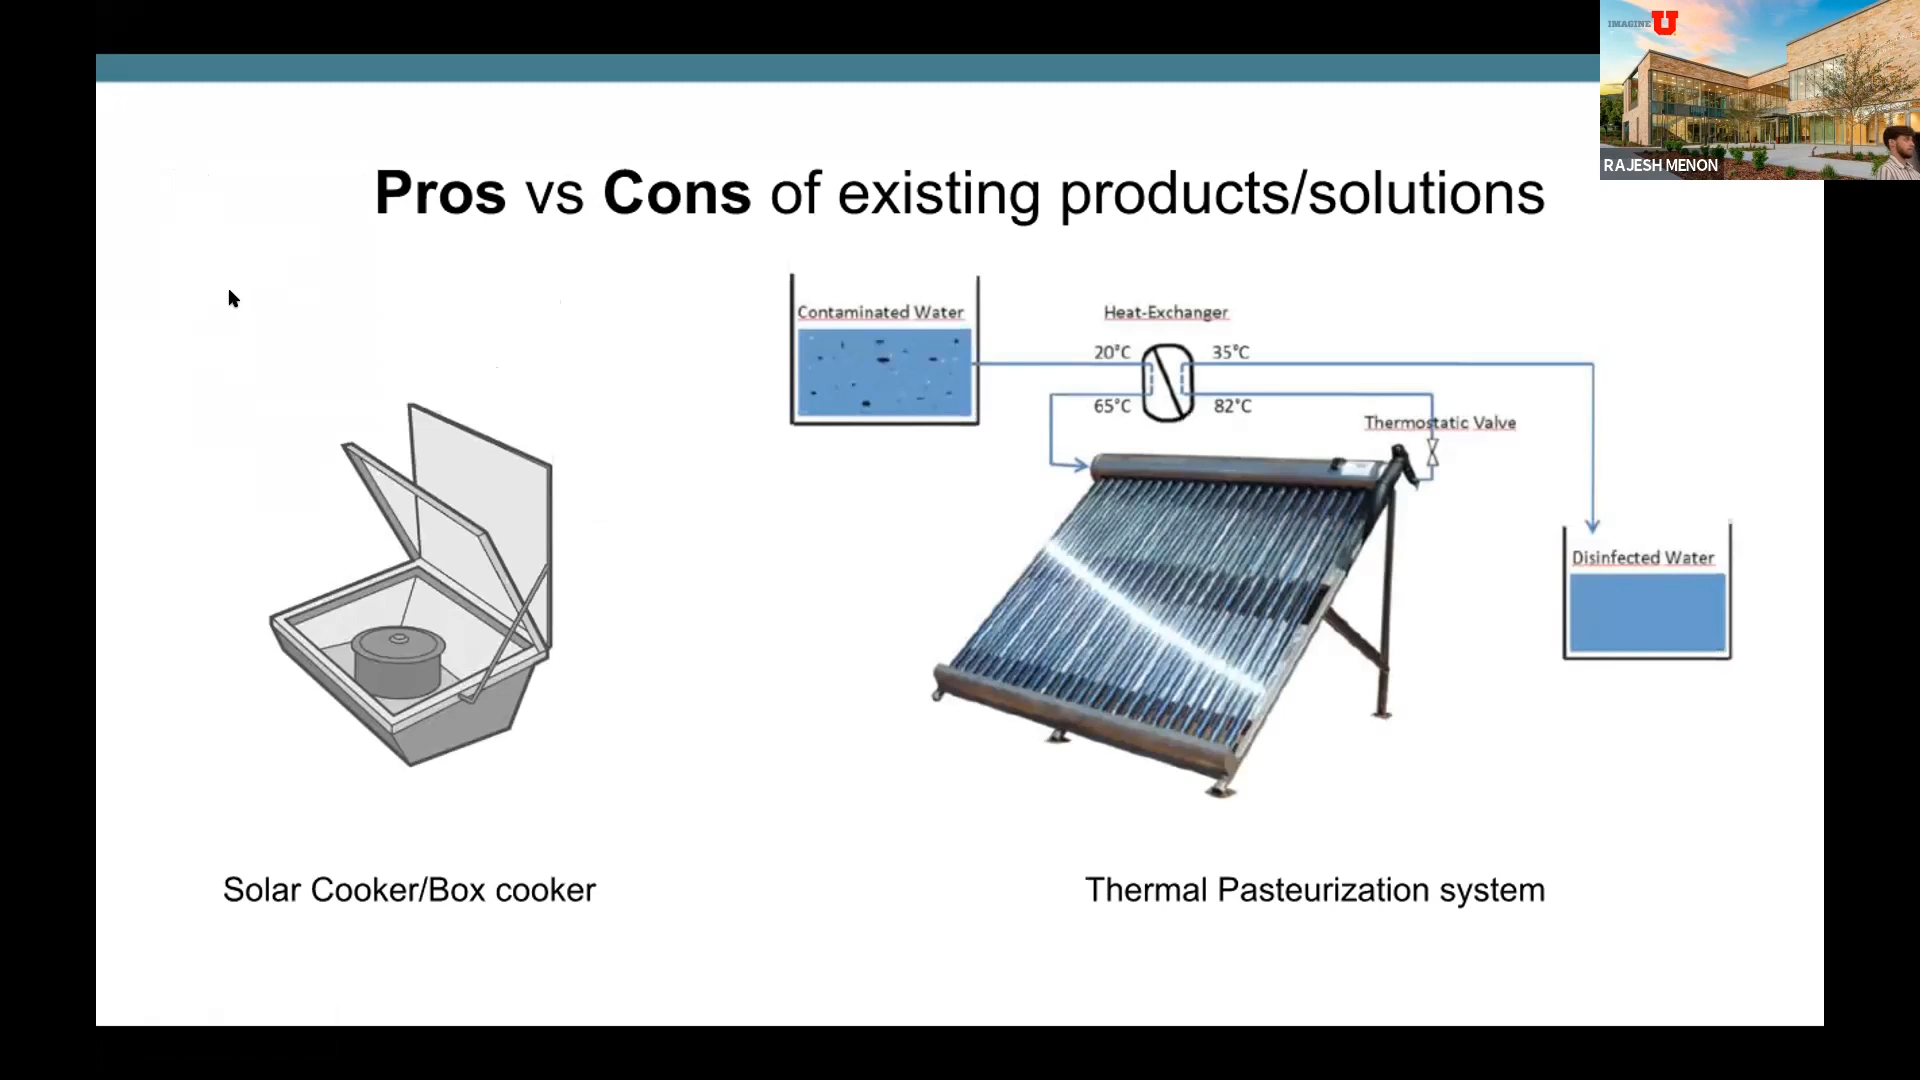 IMAGINE U
RAJESH MENON
Pros vs Cons of existing products/solutions
Contaminated Water
Heat-Exchanger
20°C
35°C
65°C
82°C
Thermostatic Valve
Disinfected Water
Solar Cooker/Box cooker
Thermal Pasteurization system